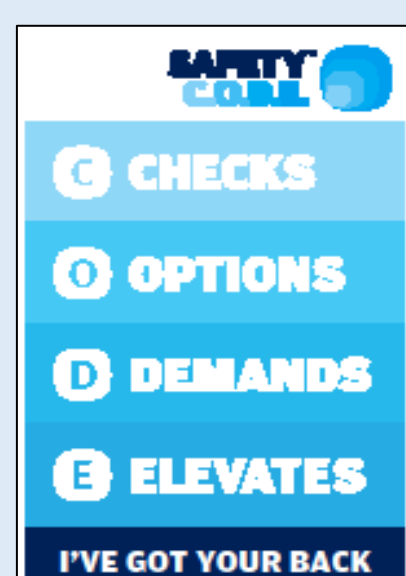 SAFETY
C.O.D.E.
C CHECKS
O OPTIONS
D DEMANDS
E ELEVATES
I'VE GOT YOUR BACK